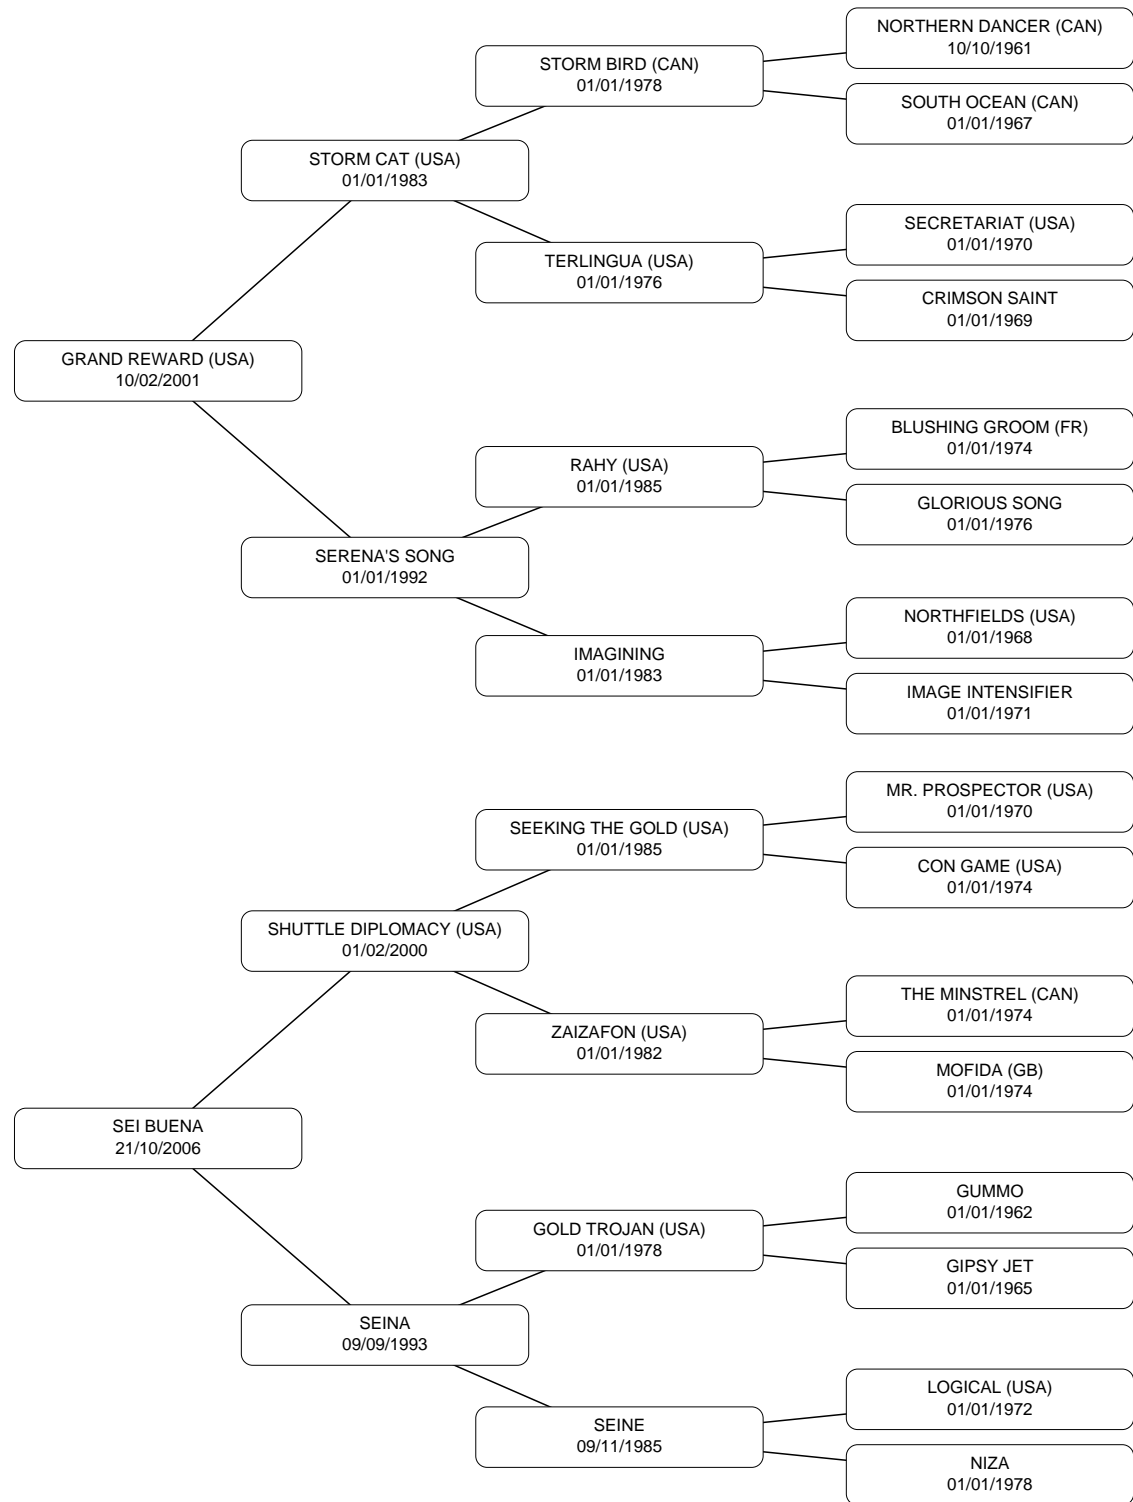 NORTHERN DANCER (CAN)
10/10/1961
STORM BIRD (CAN)
01/01/1978
SOUTH OCEAN (CAN)
01/01/1967
STORM CAT (USA)
01/01/1983
SECRETARIAT (USA)
01/01/1970
TERLINGUA (USA)
01/01/1976
CRIMSON SAINT
01/01/1969
GRAND REWARD (USA)
10/02/2001
BLUSHING GROOM (FR)
01/01/1974
RAHY (USA)
01/01/1985
GLORIOUS SONG
01/01/1976
SERENA'S SONG
01/01/1992
NORTHFIELDS (USA)
01/01/1968
IMAGINING
01/01/1983
IMAGE INTENSIFIER
01/01/1971
MR. PROSPECTOR (USA)
01/01/1970
SEEKING THE GOLD (USA)
01/01/1985
CON GAME (USA)
01/01/1974
SHUTTLE DIPLOMACY (USA)
01/02/2000
THE MINSTREL (CAN)
01/01/1974
ZAIZAFON (USA)
01/01/1982
MOFIDA (GB)
01/01/1974
SEI BUENA
21/10/2006
GUMMO
01/01/1962
GOLD TROJAN (USA)
01/01/1978
GIPSY JET
01/01/1965
SEINA
09/09/1993
LOGICAL (USA)
01/01/1972
SEINE
09/11/1985
NIZA
01/01/1978